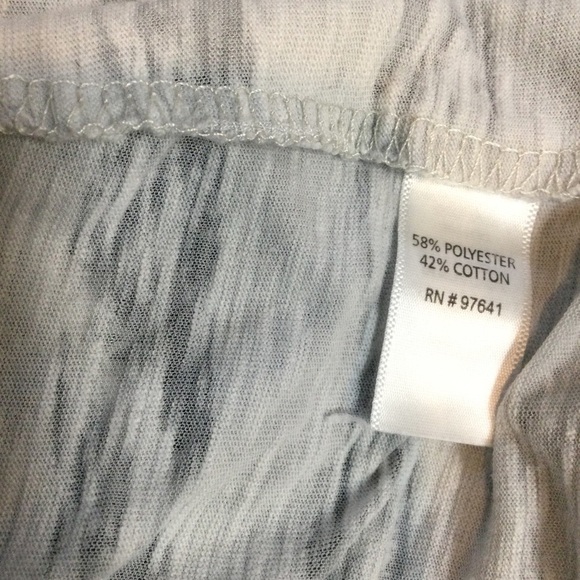 58% POLYESTER
42% COTTON
RN # 97641